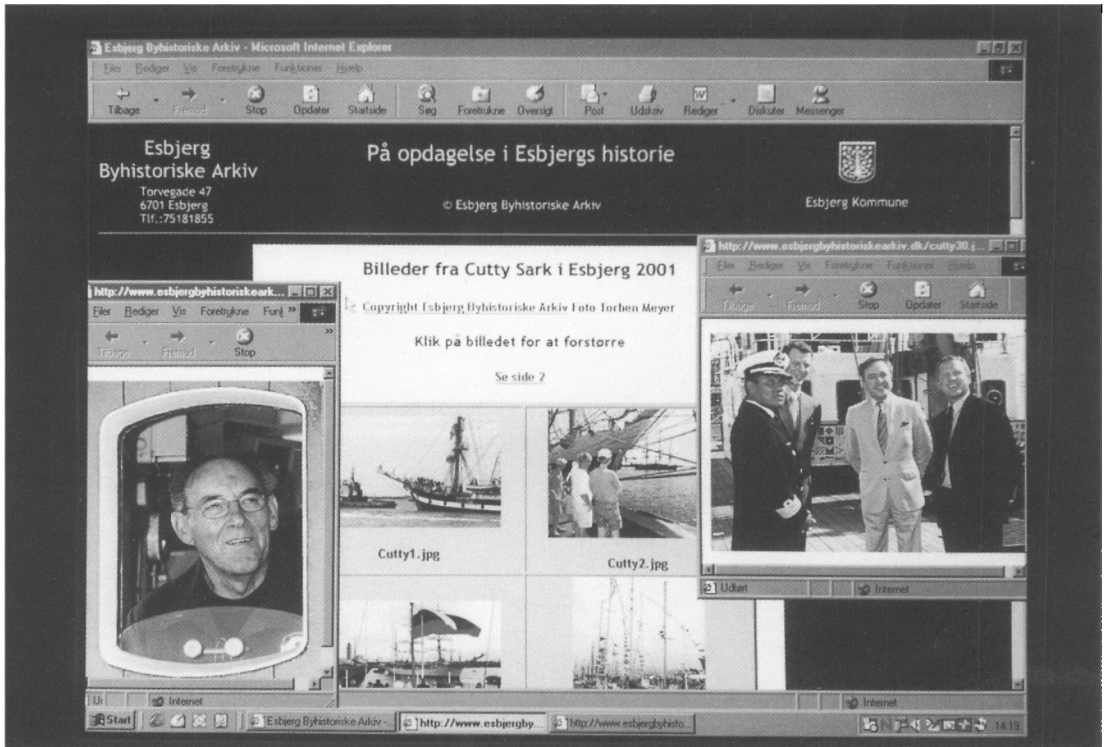 Esbjerg Byhistoriske Arkiv - Microsoft Internet Explorer
Filer Rediger Vis Foretrukne Funktioner Hjælp
Tilbage Fremad Stop Opdater Startside Søg Foretrukne Oversigt Post Udskriv Rediger Diskuter Messenger
Esbjerg
Byhistoriske Arkiv
Torvegade 47
6701 Esbjerg
Tlf.:75181855
På opdagelse i Esbjergs historie
© Esbjerg Byhistoriske Arkiv
Esbjerg Kommune
Billeder fra Cutty Sark i Esbjerg 2001
Copyright Esbjerg Byhistoriske Arkiv Foto Torben Meyer
Klik på billedet for at forstørre
Se side 2
Cutty1.jpg
Cutty2.jpg
http://www.esbjergbyhistoriskeark...
Filer Rediger Vis Foretrukne Funk »
Tilbage Fremad Stop »
Internet
http://www.esbjergbyhistoriskearkiv.dk/cutty30.j...
Filer Rediger Vis Foretrukne Funktioner Hjælp
Tilbage Fremad Stop Opdater Startside
Udført Internet
Internet
Start Esbjerg Byhistoriske Arkiv -... http://www.esbjergby... http://www.esbjergbyhisto... 14:19